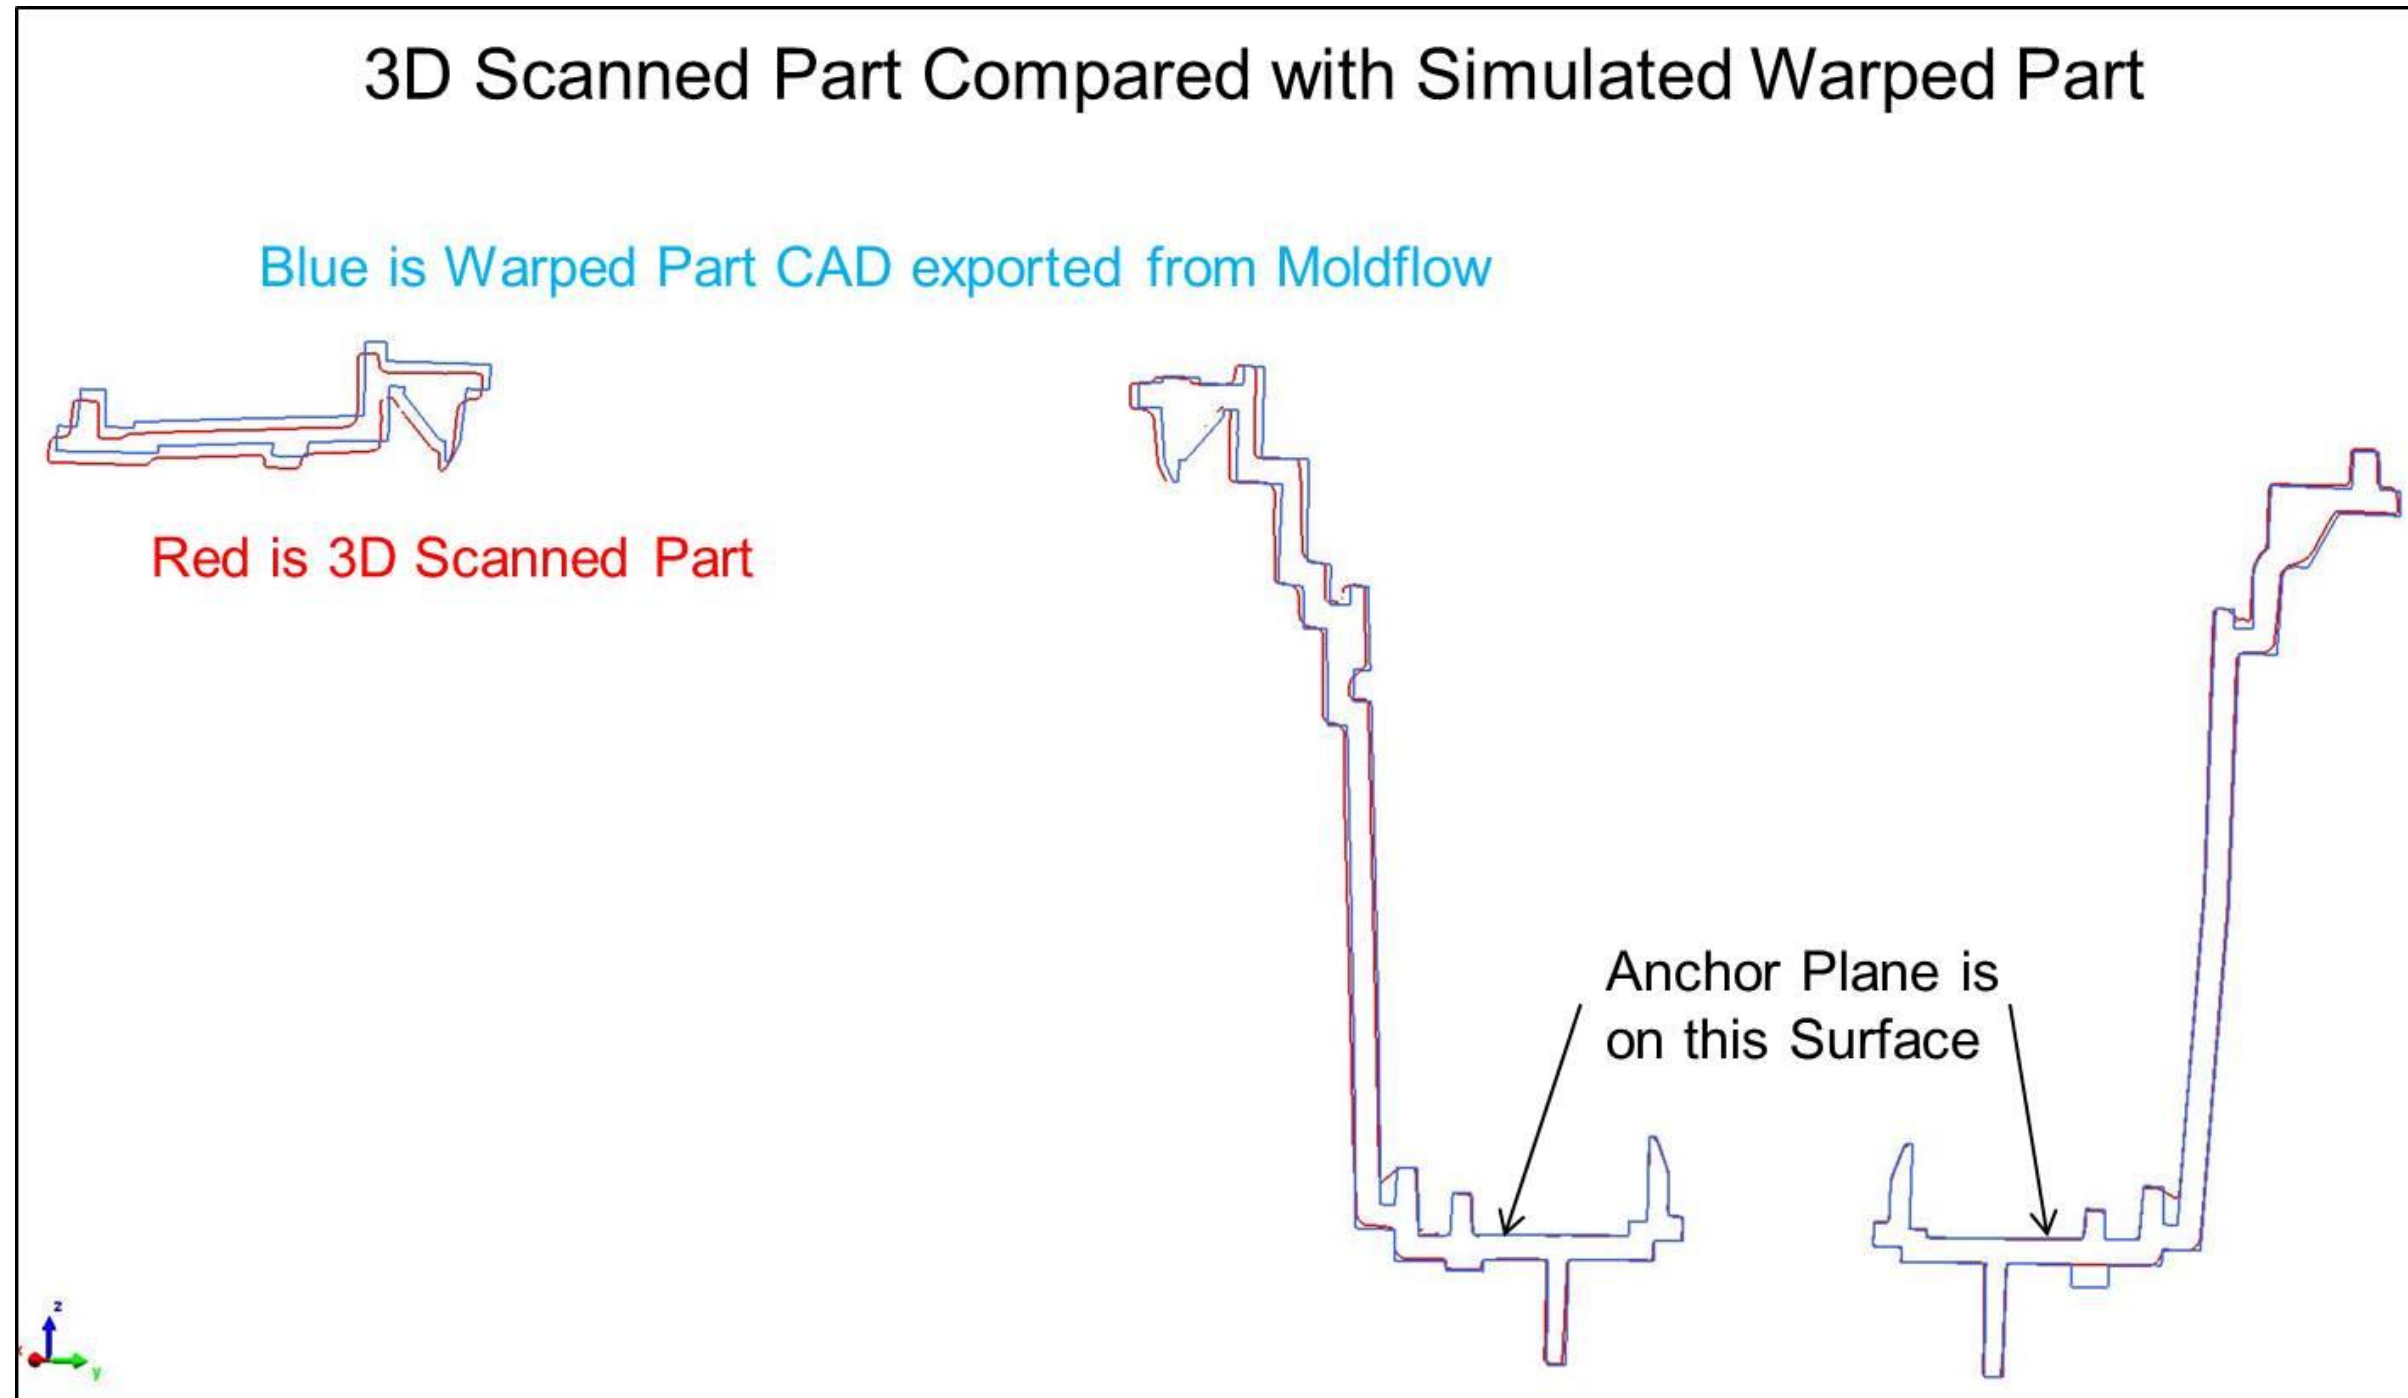 3D Scanned Part Compared with Simulated Warped Part
Blue is Warped Part CAD exported from Moldflow
Red is 3D Scanned Part
Anchor Plane is
on this Surface
z
x
y